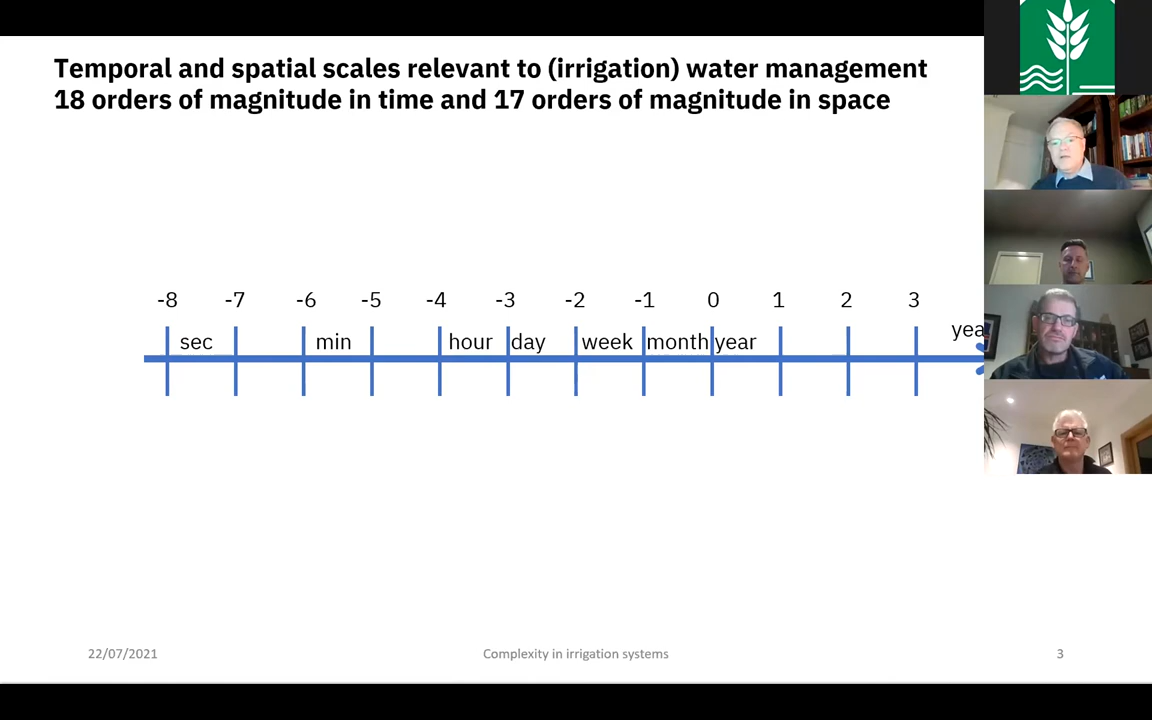 Temporal and spatial scales relevant to (irrigation) water management
18 orders of magnitude in time and 17 orders of magnitude in space
-8 -7 -6 -5 -4 -3 -2 -1 0 1 2 3
sec min hour day week month year yea
22/07/2021 Complexity in irrigation systems 3